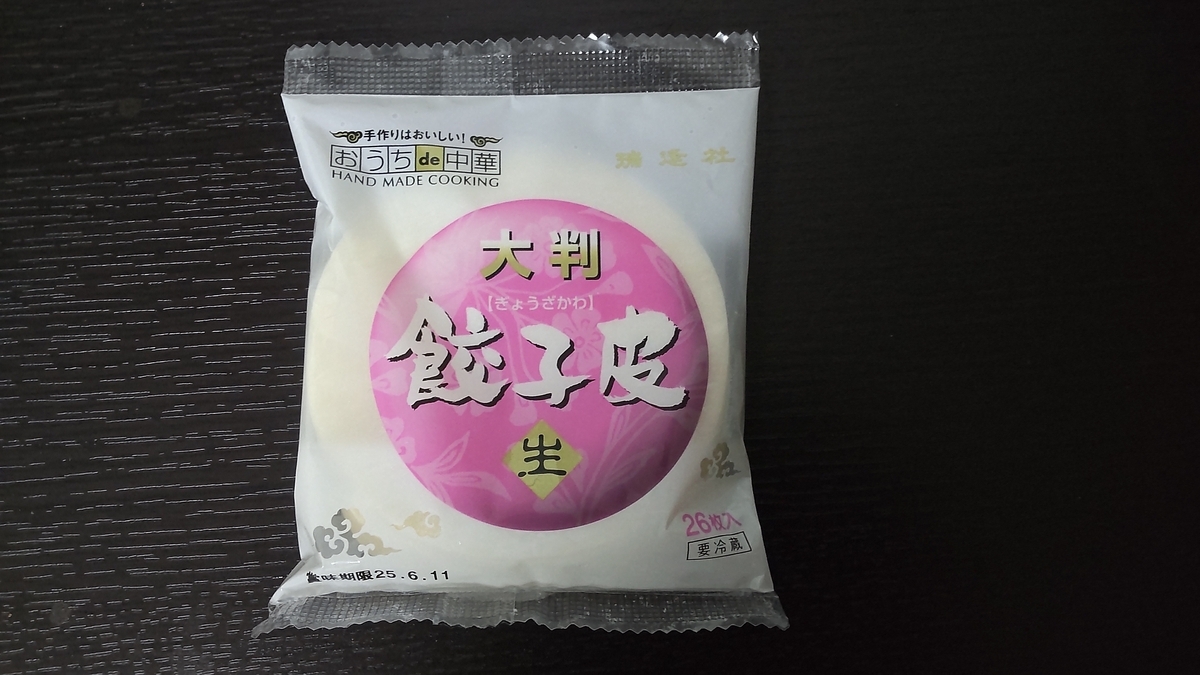 手作りはおいしい!
おうちde中華
HAND MADE COOKING
大判
【ぎょうざかわ】
餃子皮
生
26枚入
要冷蔵
賞味期限25.6.11